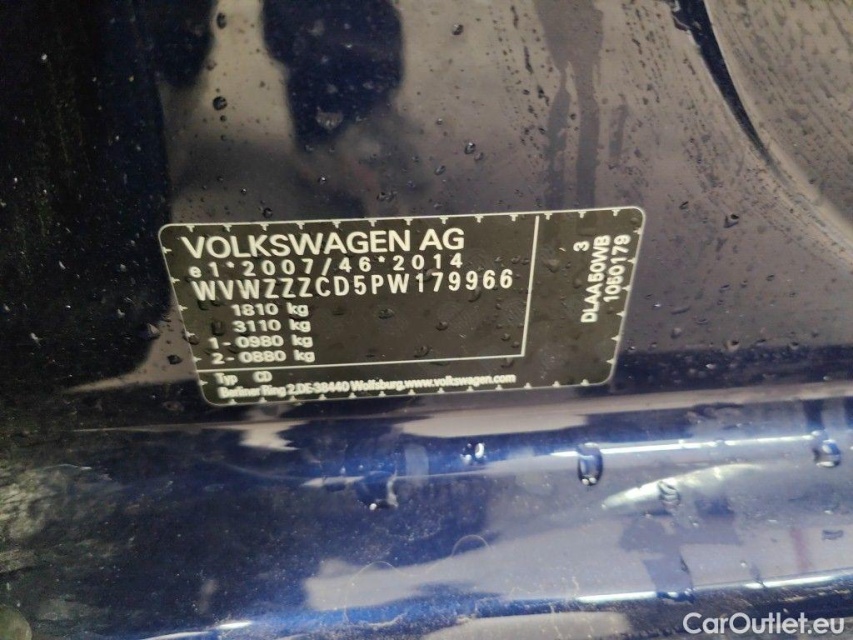 VOLKSWAGEN AG
e1*2007/46*2014
WVWZZZCD5PW179966
1810 kg
3110 kg
1- 0980 kg
2- 0880 kg
Typ CD
Berliner Ring 2,DE-38440 Wolfsburg,www.volkswagen.com
3
DLAA50WB
1050179
CarOutlet.eu